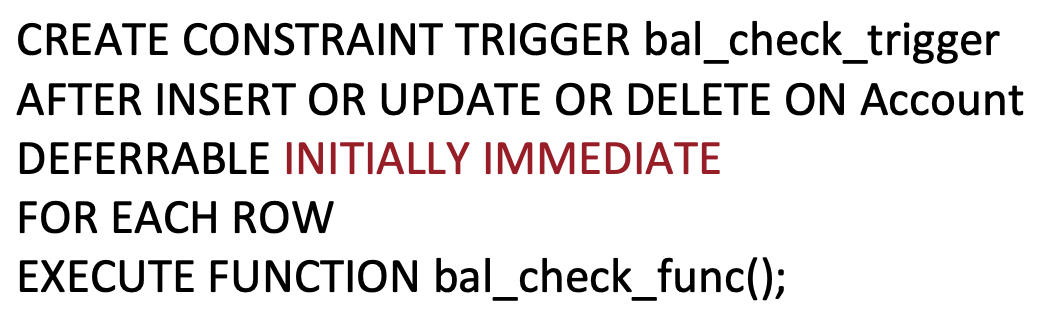 CREATE CONSTRAINT TRIGGER bal_check_trigger
AFTER INSERT OR UPDATE OR DELETE ON Account
DEFERRABLE INITIALLY IMMEDIATE
FOR EACH ROW
EXECUTE FUNCTION bal_check_func();